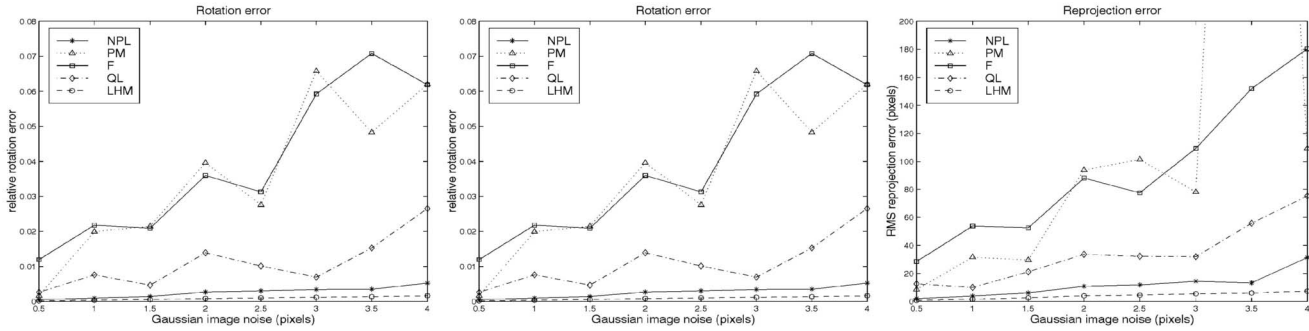 Rotation error
0.08
0.07
0.06
0.05
0.04
0.03
0.02
0.01
0
relative rotation error
NPL
PM
F
QL
LHM
0.5 1 1.5 2 2.5 3 3.5 4
Gaussian image noise (pixels)
Rotation error
0.08
0.07
0.06
0.05
0.04
0.03
0.02
0.01
0
relative rotation error
NPL
PM
F
QL
LHM
0.5 1 1.5 2 2.5 3 3.5 4
Gaussian image noise (pixels)
Reprojection error
200
180
160
140
120
100
80
60
40
20
0
RMS reprojection error (pixels)
NPL
PM
F
QL
LHM
0.5 1 1.5 2 2.5 3 3.5 4
Gaussian image noise (pixels)